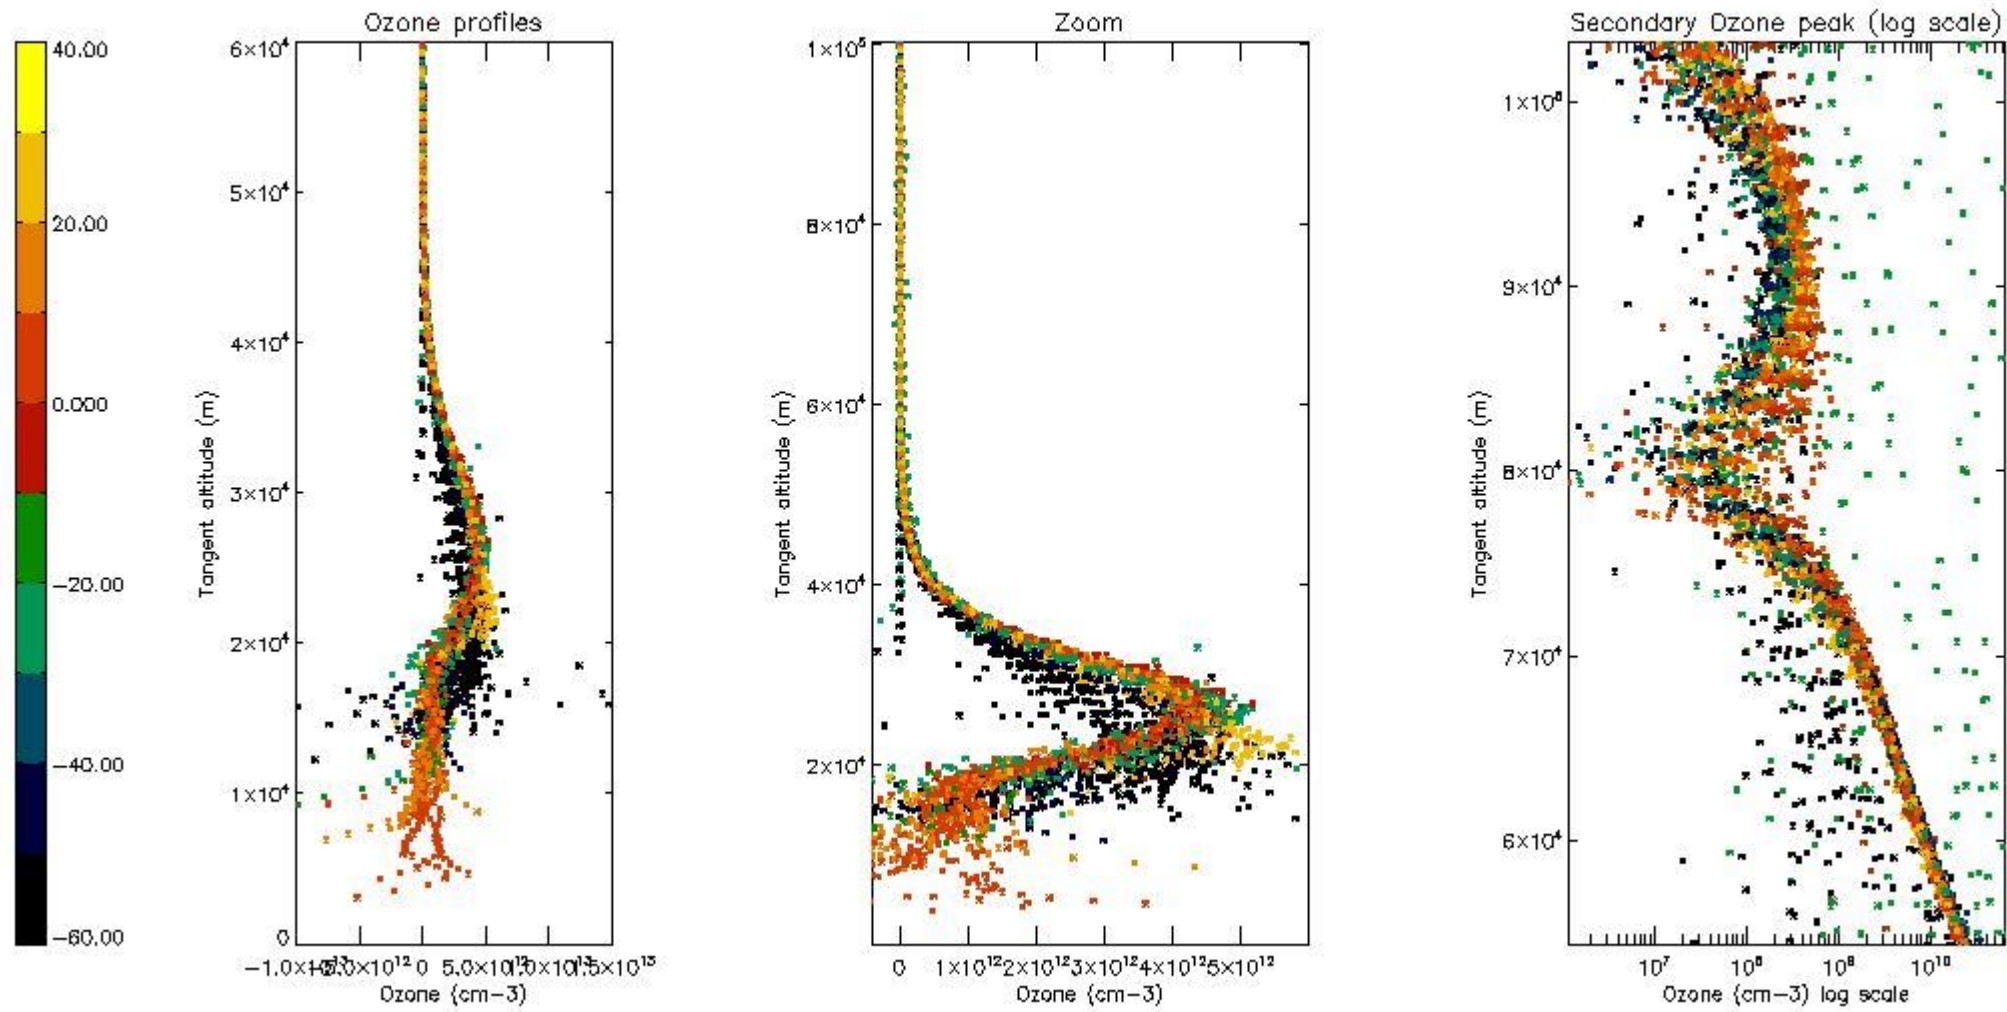 Ozone profiles
Zoom
Secondary Ozone peak (log scale)
40.00
20.00
0.000
−20.00
−40.00
−60.00
6×10⁴
5×10⁴
4×10⁴
3×10⁴
2×10⁴
1×10⁴
0
Tangent altitude (m)
5.0×10¹²
0
Ozone (cm−3)
1×10⁵
8×10⁴
6×10⁴
4×10⁴
2×10⁴
Tangent altitude (m)
0 1×10¹² 2×10¹² 3×10¹² 4×10¹² 5×10¹²
Ozone (cm−3)
1×10⁵
9×10⁴
8×10⁴
7×10⁴
6×10⁴
Tangent altitude (m)
10⁷ 10⁸ 10⁹ 10¹⁰
Ozone (cm−3) log scale